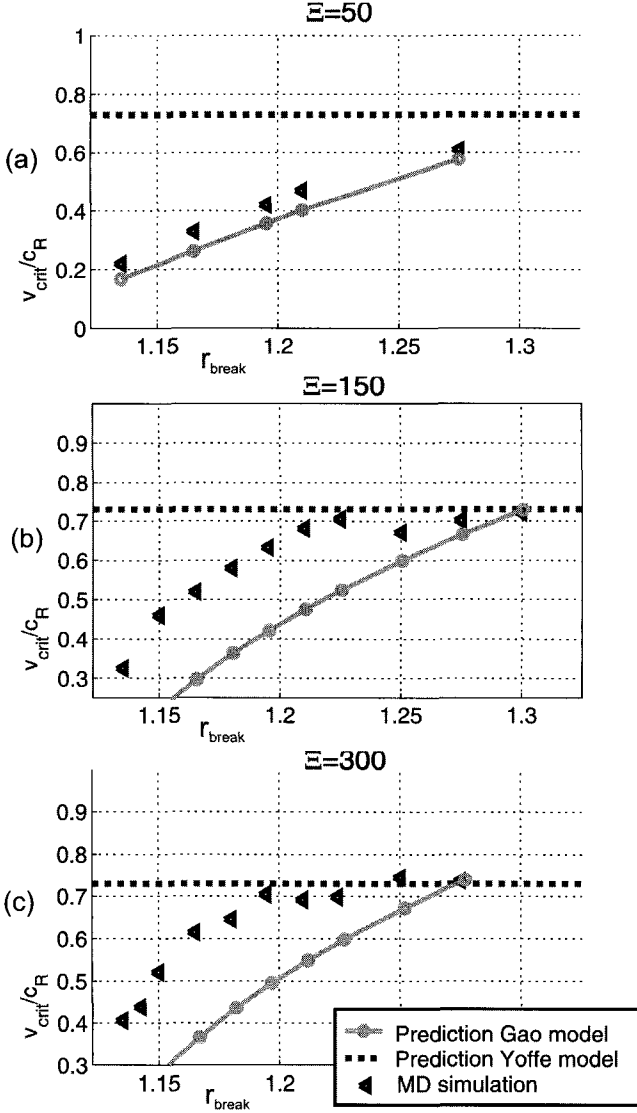 Ξ=50
1
0.8
(a)
0.6
0.4
0.2
0
v_crit/c_R
1.15
1.2
1.25
1.3
r_break
Ξ=150
0.9
0.8
0.7
(b)
0.6
0.5
0.4
0.3
v_crit/c_R
1.15
1.2
1.25
1.3
r_break
Ξ=300
0.9
0.8
(c)
0.7
0.6
0.5
0.4
0.3
v_crit/c_R
1.15
1.2
r_break
Prediction Gao model
Prediction Yoffe model
MD simulation